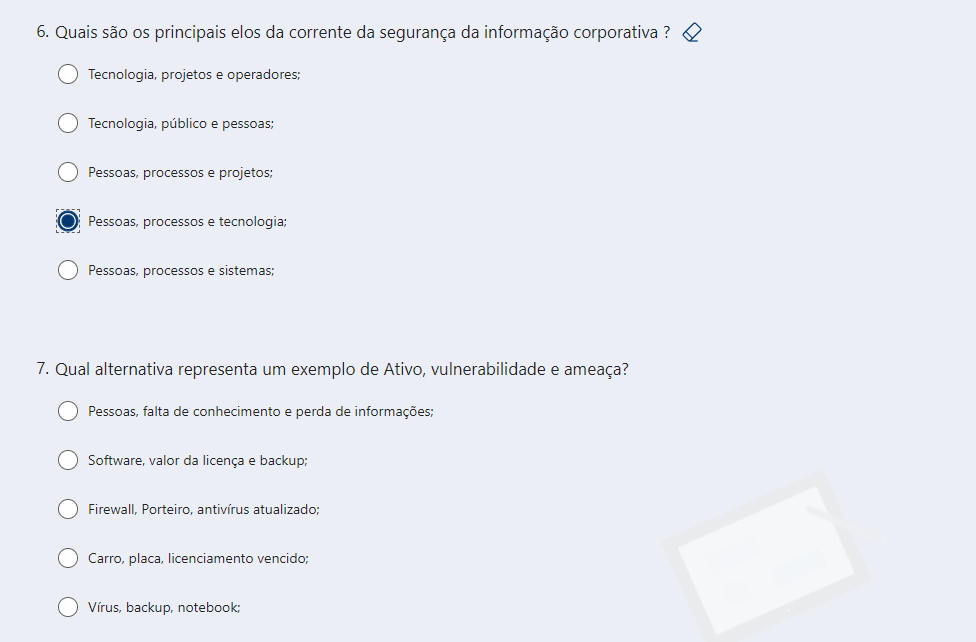 6. Quais são os principais elos da corrente da segurança da informação corporativa ?
Tecnologia, projetos e operadores;
Tecnologia, público e pessoas;
Pessoas, processos e projetos;
Pessoas, processos e tecnologia;
Pessoas, processos e sistemas;
7. Qual alternativa representa um exemplo de Ativo, vulnerabilidade e ameaça?
Pessoas, falta de conhecimento e perda de informações;
Software, valor da licença e backup;
Firewall, Porteiro, antivírus atualizado;
Carro, placa, licenciamento vencido;
Vírus, backup, notebook;